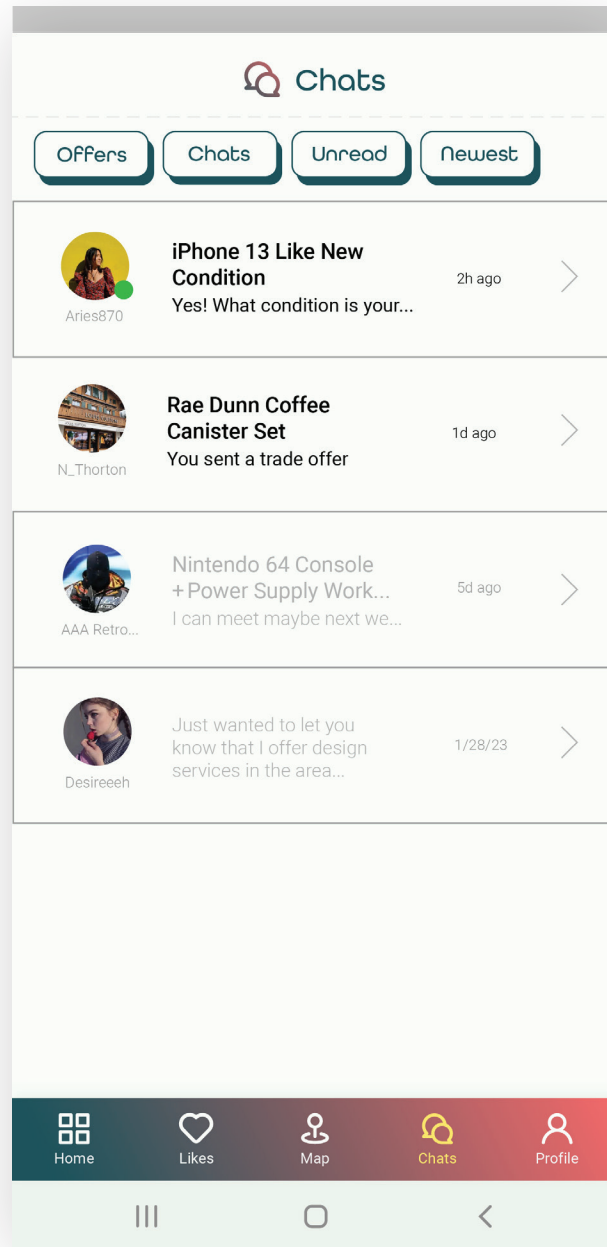 Chats
Offers
Chats
Unread
Newest
iPhone 13 Like New
Condition
Yes! What condition is your...
2h ago
Aries870
Rae Dunn Coffee
Canister Set
You sent a trade offer
1d ago
N_Thorton
Nintendo 64 Console
+Power Supply Work...
I can meet maybe next we...
5d ago
AAA Retro...
Just wanted to let you
know that I offer design
services in the area...
1/28/23
Desireeeh
Home
Likes
Map
Chats
Profile